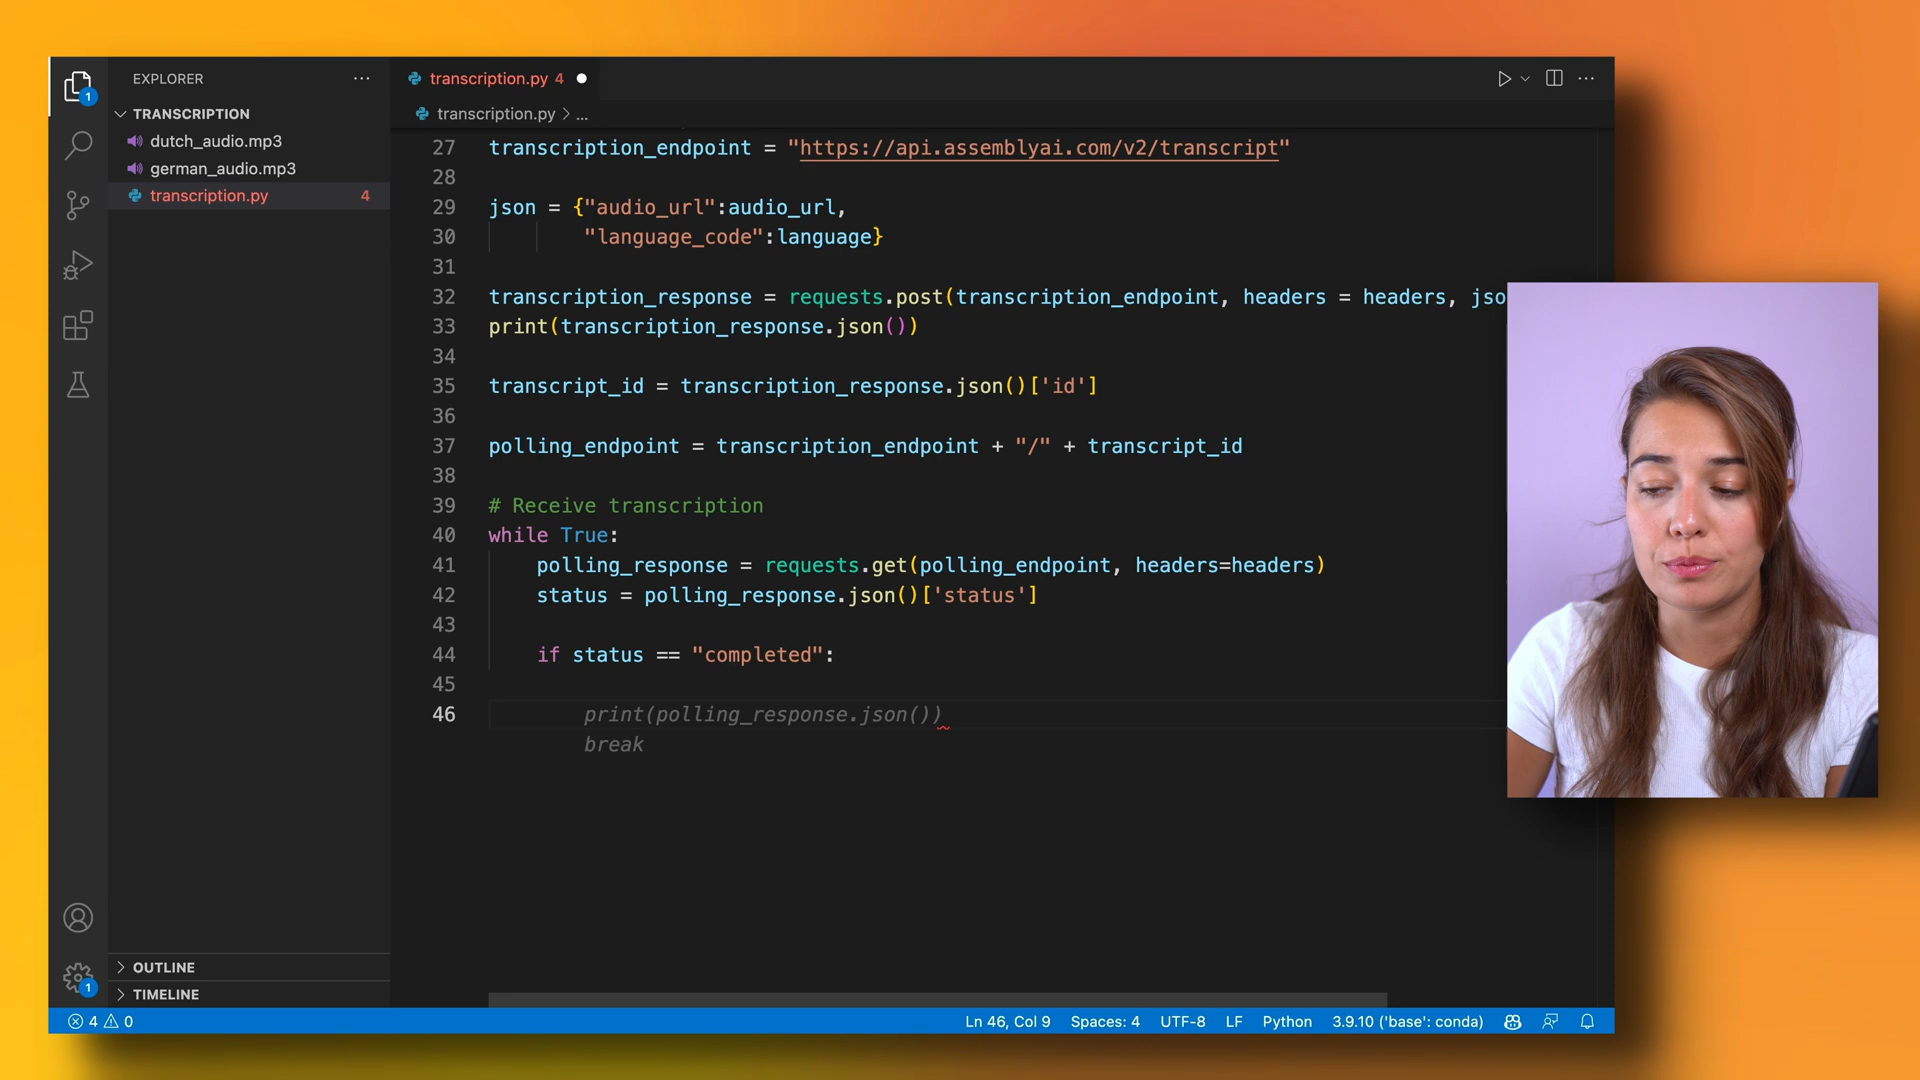 EXPLORER
TRANSCRIPTION
dutch_audio.mp3
german_audio.mp3
transcription.py 4
transcription.py 4
transcription.py > ...
27 transcription_endpoint = "https://api.assemblyai.com/v2/transcript"
28
29 json = {"audio_url":audio_url,
30 "language_code":language}
31
32 transcription_response = requests.post(transcription_endpoint, headers = headers, jso
33 print(transcription_response.json())
34
35 transcript_id = transcription_response.json()['id']
36
37 polling_endpoint = transcription_endpoint + "/" + transcript_id
38
39 # Receive transcription
40 while True:
41 polling_response = requests.get(polling_endpoint, headers=headers)
42 status = polling_response.json()['status']
43
44 if status == "completed":
45
46 print(polling_response.json())
break
1
1
OUTLINE
TIMELINE
4 0
Ln 46, Col 9 Spaces: 4 UTF-8 LF Python 3.9.10 ('base': conda)